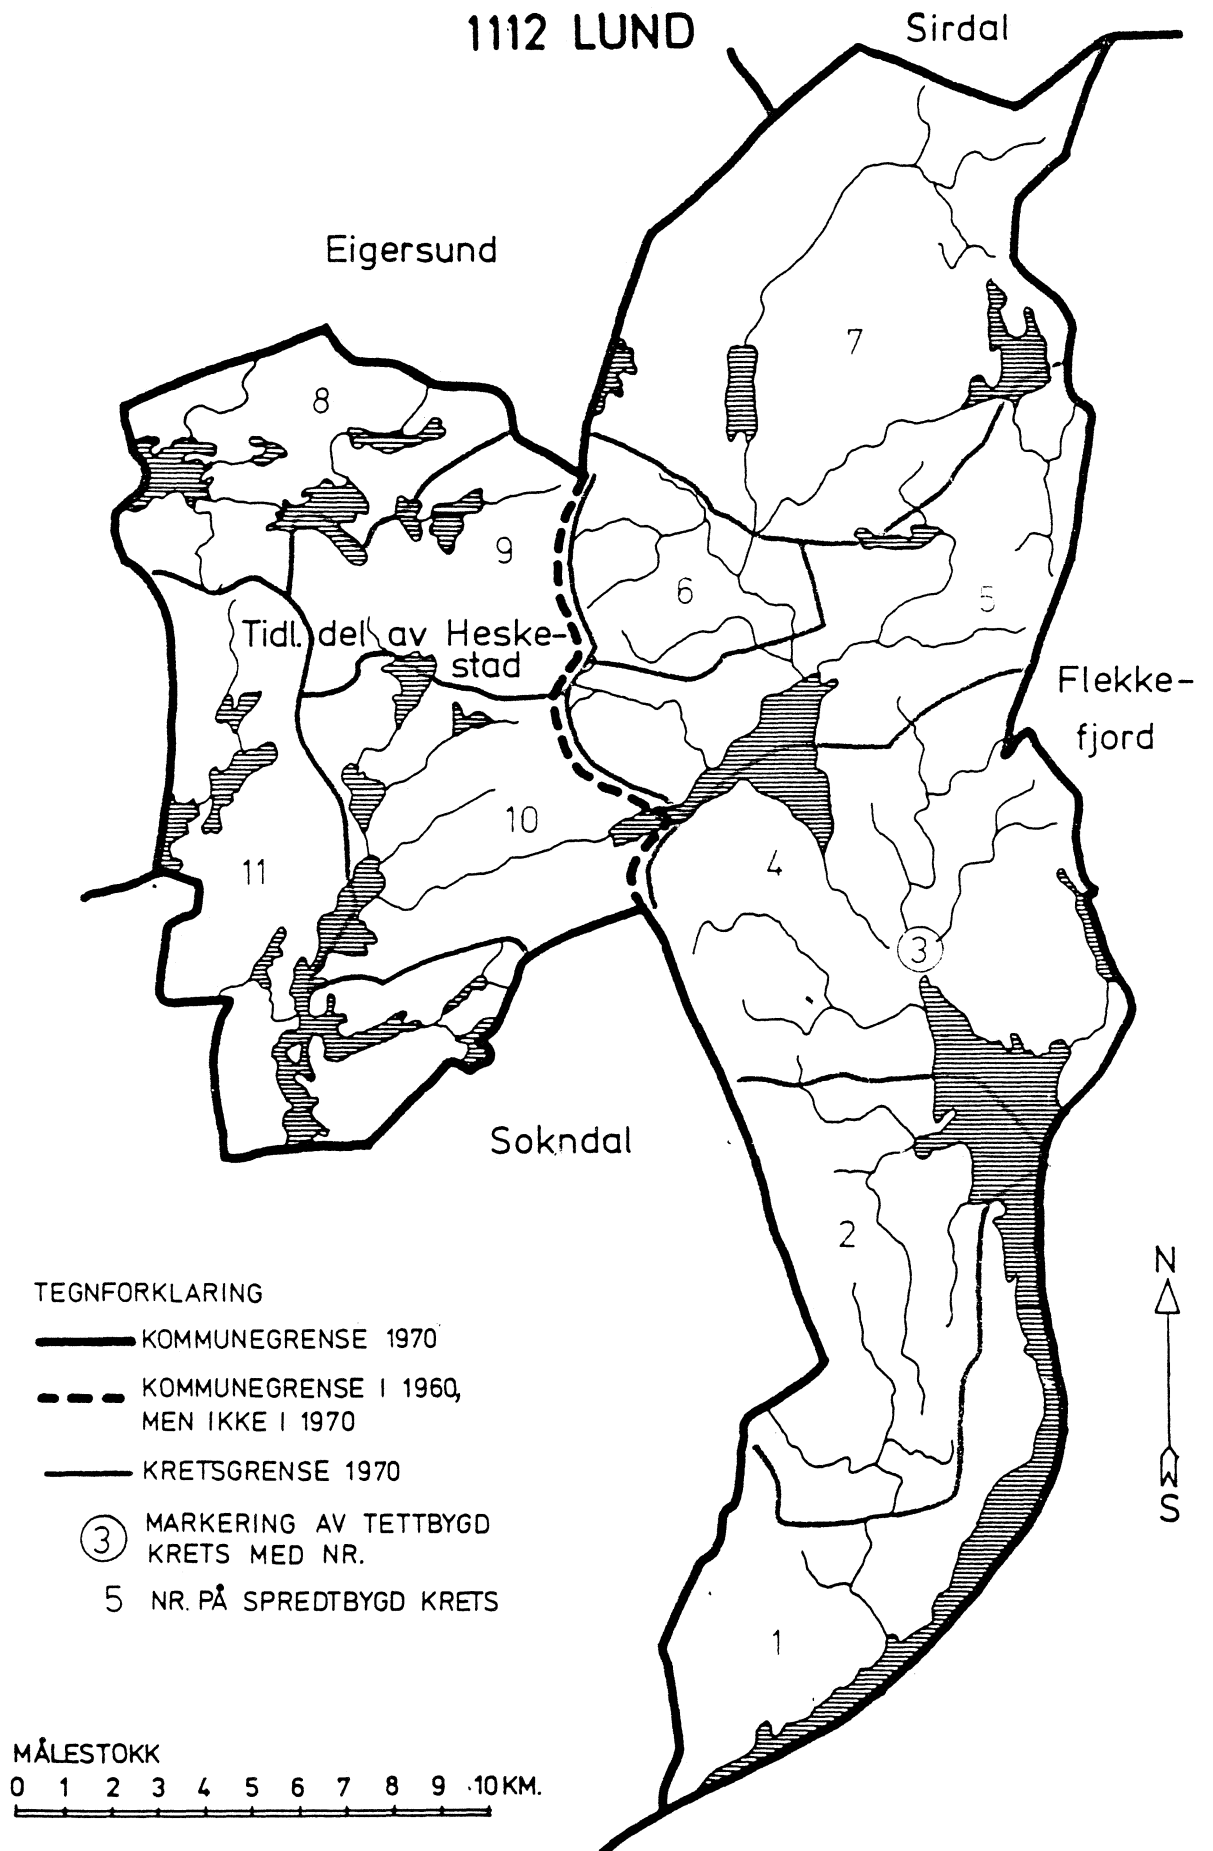 1112 LUND
Sirdal
Eigersund
7
8
9
6
5
Tidl. del av Heske-
stad
Flekke-
fjord
10
11
4
3
Sokndal
2
N
S
1
TEGNFORKLARING
KOMMUNEGRENSE 1970
KOMMUNEGRENSE I 1960,
MEN IKKE I 1970
KRETSGRENSE 1970
3 MARKERING AV TETTBYGD
KRETS MED NR.
5 NR. PÅ SPREDTBYGD KRETS
MÅLESTOKK
0 1 2 3 4 5 6 7 8 9 10 KM.